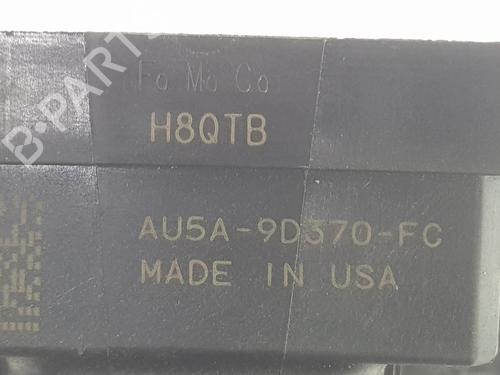 B-PARTS
Fo Mo Co
H8QTB
AU5A-9D370-FC
MADE IN USA